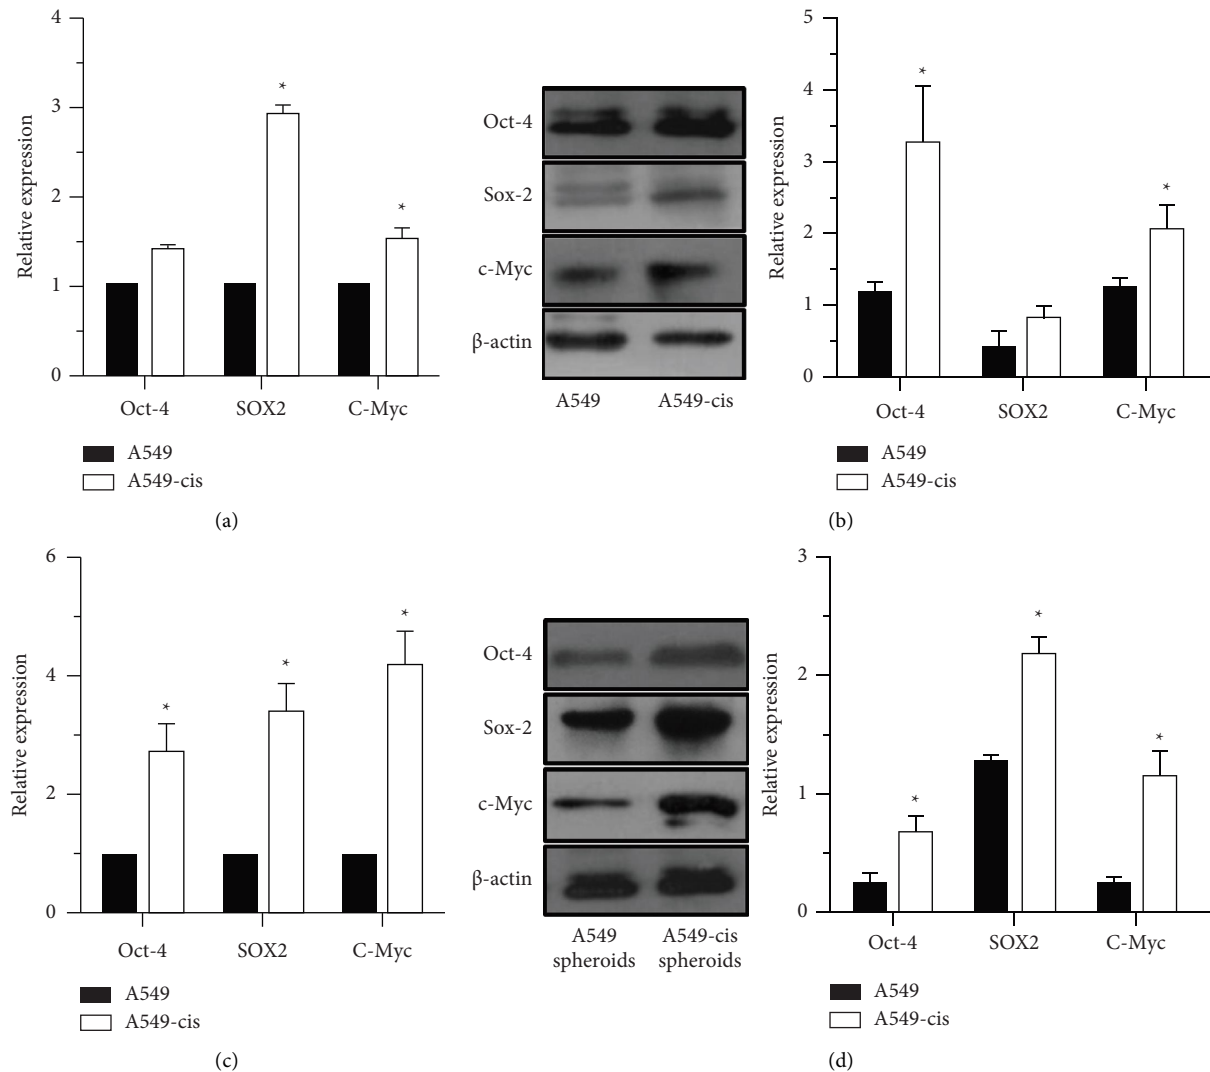 4
3
2
1
0
Relative expression
*
*
Oct-4
SOX2
C-Myc
A549
A549-cis
(a)
Oct-4
Sox-2
c-Myc
β-actin
A549
A549-cis
5
4
3
2
1
0
Relative expression
*
*
Oct-4
SOX2
C-Myc
A549
A549-cis
(b)
6
4
2
0
Relative expression
*
*
*
Oct-4
SOX2
C-Myc
A549
A549-cis
(c)
Oct-4
Sox-2
c-Myc
β-actin
A549
spheroids
A549-cis
spheroids
3
2
1
0
Relative expression
*
*
*
Oct-4
SOX2
C-Myc
A549
A549-cis
(d)